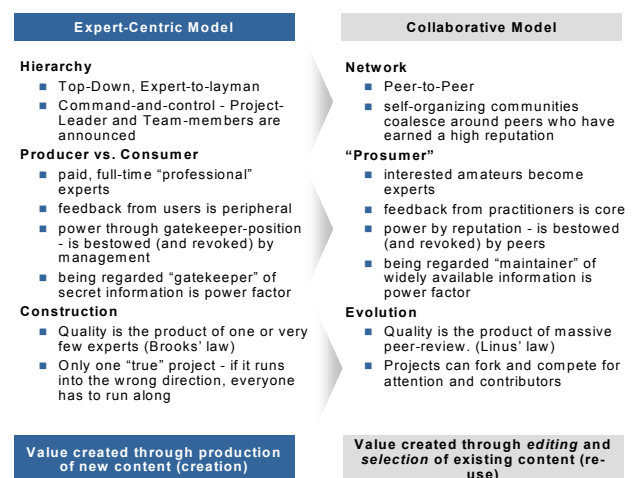 Expert-Centric Model
Hierarchy
Top-Down, Expert-to-layman
Command-and-control - Project-
Leader and Team-members are
announced
Producer vs. Consumer
paid, full-time “professional”
experts
feedback from users is peripheral
power through gatekeeper-position
- is bestowed (and revoked) by
management
being regarded “gatekeeper” of
secret information is power factor
Construction
Quality is the product of one or very
few experts (Brooks’ law)
Only one “true” project - if it runs
into the wrong direction, everyone
has to run along
Value created through production
of new content (creation)
Collaborative Model
Network
Peer-to-Peer
self-organizing communities
coalesce around peers who have
earned a high reputation
“Prosumer”
interested amateurs become
experts
feedback from practitioners is core
power by reputation - is bestowed
(and revoked) by peers
being regarded “maintainer” of
widely available information is
power factor
Evolution
Quality is the product of massive
peer-review. (Linus’ law)
Projects can fork and compete for
attention and contributors
Value created through editing and
selection of existing content (re-
use)